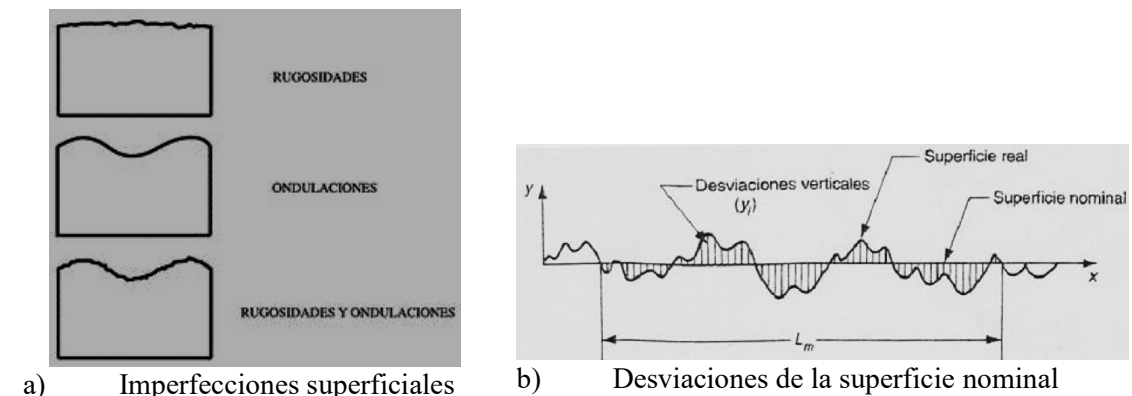 RUGOSIDADES
ONDULACIONES
RUGOSIDADES Y ONDULACIONES
a) Imperfecciones superficiales
Superficie real
Desviaciones verticales
(yi)
Superficie nominal
y
x
Lm
b) Desviaciones de la superficie nominal